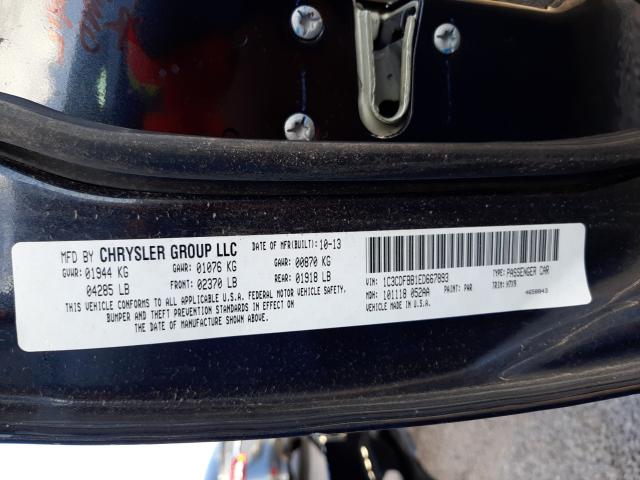 MFD BY CHRYSLER GROUP LLC DATE OF MFR(BUILT): 10-13
GVWR: 01944 KG GAWR: 01076 KG GAWR: 00870 KG
04285 LB FRONT: 02370 LB REAR: 01918 LB
THIS VEHICLE CONFORMS TO ALL APPLICABLE U.S.A. FEDERAL MOTOR VEHICLE SAFETY,
BUMPER AND THEFT PREVENTION STANDARDS IN EFFECT ON
THE DATE OF MANUFACTURE SHOWN ABOVE.
VIN: 1C3CDFBB1ED667893 TYPE: PASSENGER CAR
MDH: 101118 052AA PAINT: PAR TRIM: H7X9
VEHICLE MADE IN U.S.A.